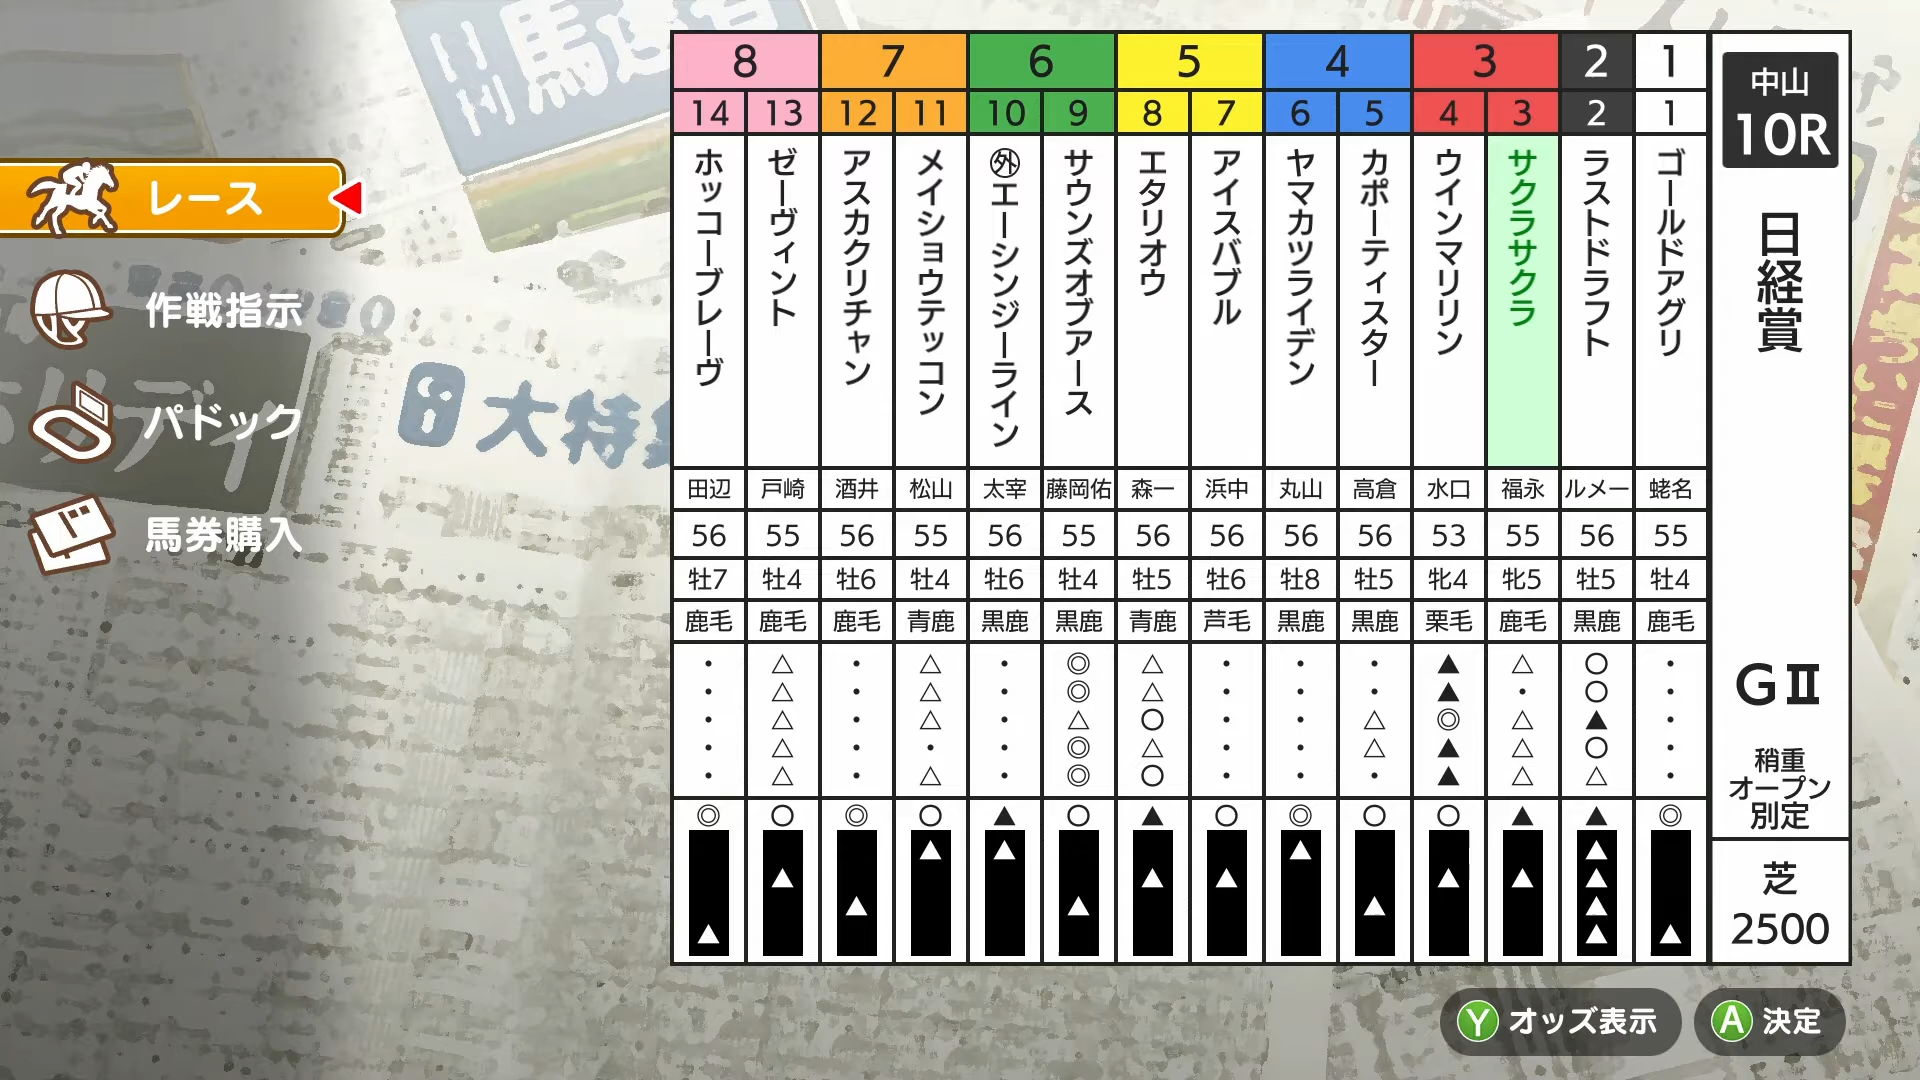 レース
作戦指示
パドック
馬券購入
大特
8 7 6 5 4 3 2 1
14 13 12 11 10 9 8 7 6 5 4 3 2 1
ホッコーブレーヴ
ゼーヴィント
アスカクリチャン
メイショウテッコン
外エーシンジーライン
サウンズオブアース
エタリオウ
アイスバブル
ヤマカツライデン
カポーティスター
ウインマリリン
サクラサクラ
ラストドラフト
ゴールドアグリ
田辺 戸崎 酒井 松山 太宰 藤岡佑 森一 浜中 丸山 高倉 水口 福永 ルメー 蛯名
56 55 56 55 56 55 56 56 56 56 53 55 56 55
牡7 牡4 牡6 牡4 牡6 牡4 牡5 牡6 牡8 牡5 牝4 牝5 牡5 牡4
鹿毛 鹿毛 鹿毛 青鹿 黒鹿 黒鹿 青鹿 芦毛 黒鹿 黒鹿 栗毛 鹿毛 黒鹿 鹿毛
・ △ ・ △ ・ ◎ △ ・ ・ ・ ▲ △ ○ ・
・ △ ・ △ ・ ◎ △ ・ ・ ・ ▲ ・ ○ ・
・ △ ・ △ ・ △ ○ ・ ・ △ ◎ △ ▲ ・
・ △ ・ ・ ・ ◎ △ ・ ・ △ ▲ △ ○ ・
・ △ ・ △ ・ ◎ ○ ・ ・ ・ ▲ △ △ ・
◎ ○ ◎ ○ ▲ ○ ▲ ○ ◎ ○ ○ ▲ ▲ ◎
中山
10R
日経賞
GⅡ
稍重
オープン
別定
芝
2500
Y オッズ表示
A 決定